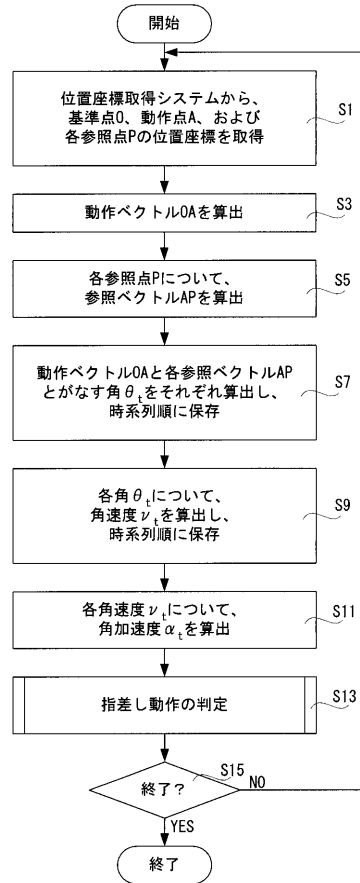 開始
位置座標取得システムから、
基準点O、動作点A、および
各参照点Pの位置座標を取得
S1
動作ベクトルOAを算出
S3
各参照点Pについて、
参照ベクトルAPを算出
S5
動作ベクトルOAと各参照ベクトルAP
とがなす角θtをそれぞれ算出し、
時系列順に保存
S7
各角θtについて、
角速度νtを算出し、
時系列順に保存
S9
各角速度νtについて、
角加速度αtを算出
S11
指差し動作の判定
S13
終了?
S15
NO
YES
終了